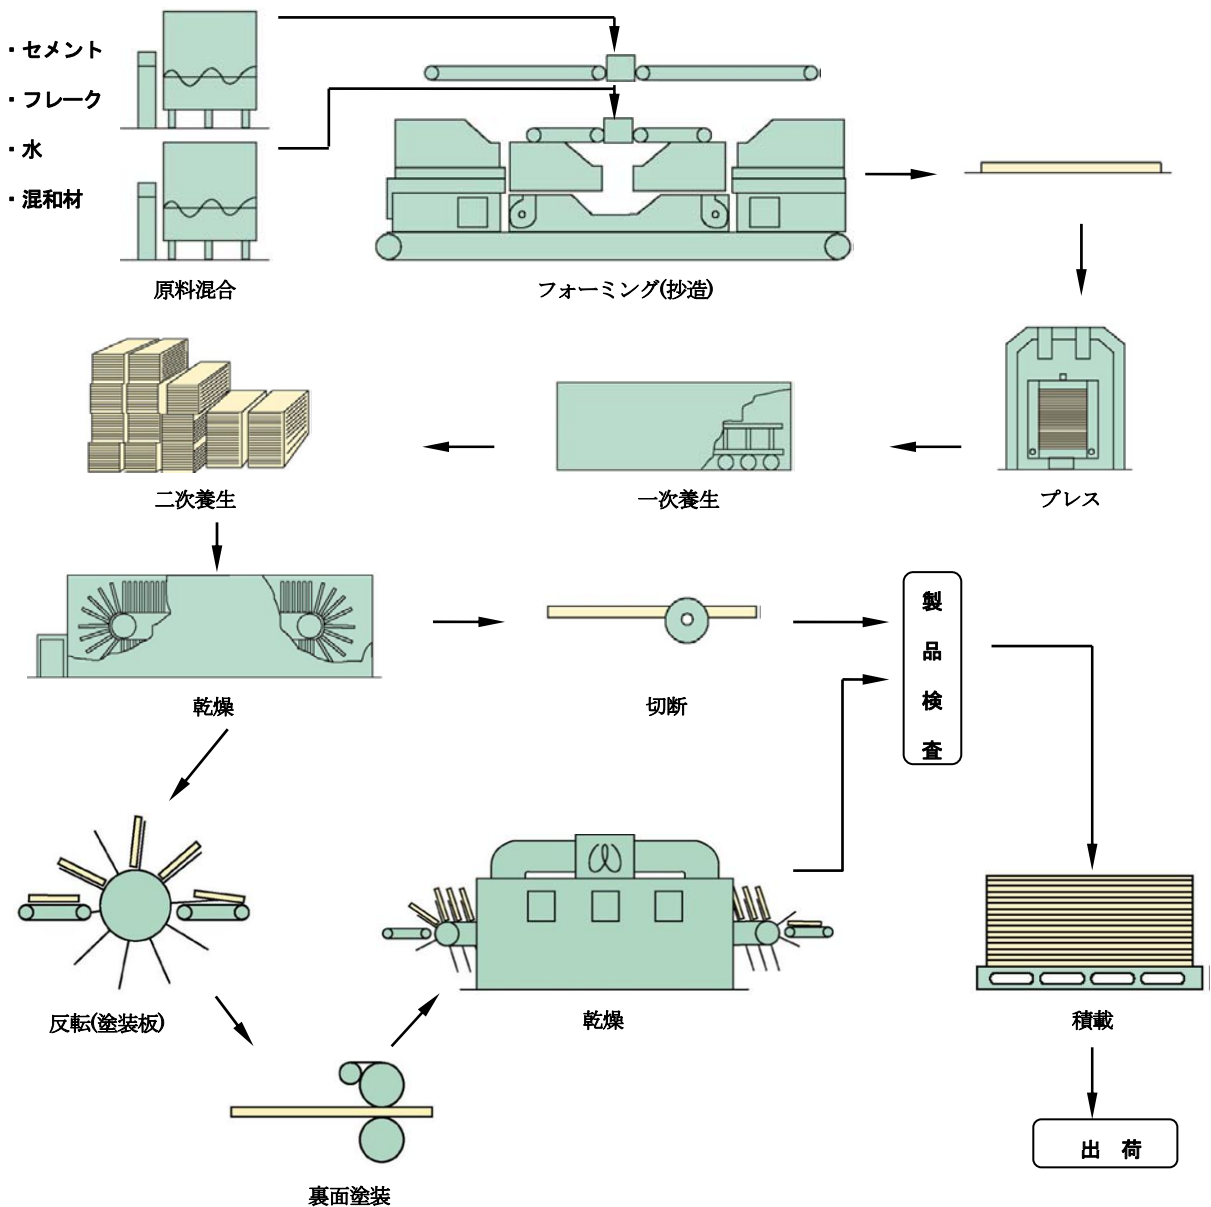 ・セメント
・フレーク
・水
・混和材
原料混合
フォーミング(抄造)
プレス
一次養生
二次養生
乾燥
切断
製品検査
反転(塗装板)
裏面塗装
乾燥
積載
出荷